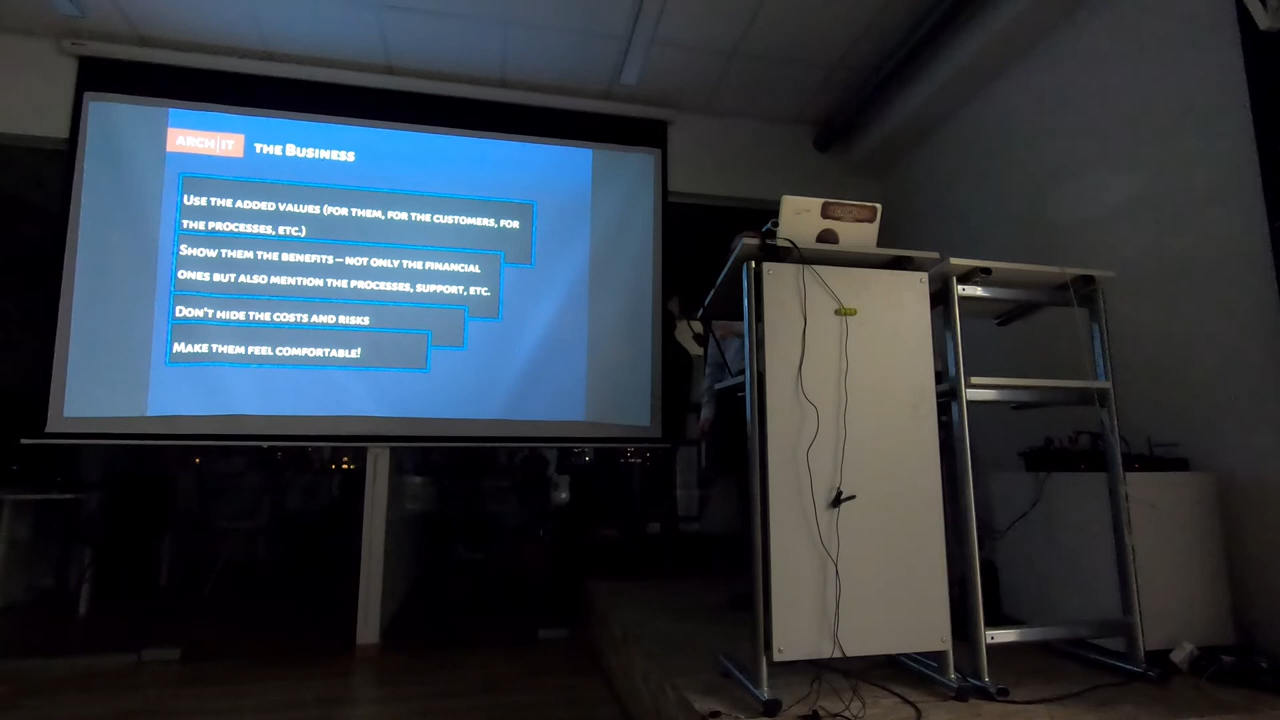 ARCH|IT
THE BUSINESS
USE THE ADDED VALUES (FOR THEM, FOR THE CUSTOMERS, FOR
THE PROCESSES, ETC.)
SHOW THEM THE BENEFITS – NOT ONLY THE FINANCIAL
ONES BUT ALSO MENTION THE PROCESSES, SUPPORT, ETC.
DON'T HIDE THE COSTS AND RISKS
MAKE THEM FEEL COMFORTABLE!